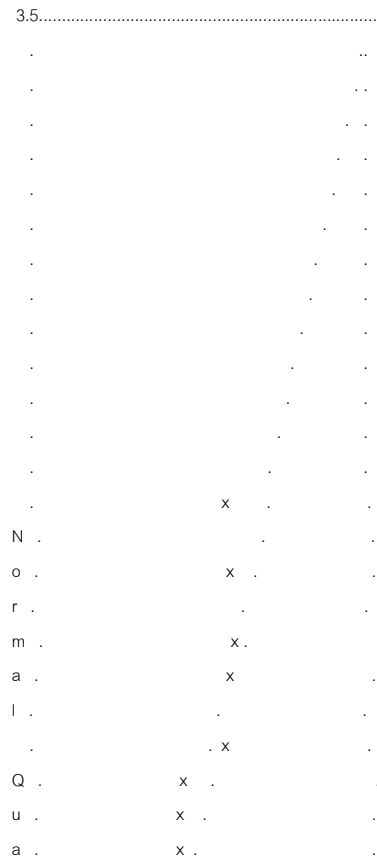 3.5......................................................................
. ..
. . .
. . .
. . .
. . .
. . .
. . .
. . .
. . .
. . .
. . .
. . .
. . .
. x . .
N . . .
o . x . .
r . . .
m . x .
a . x .
l . . .
. . x .
Q . x . .
u . x . .
a . x . .